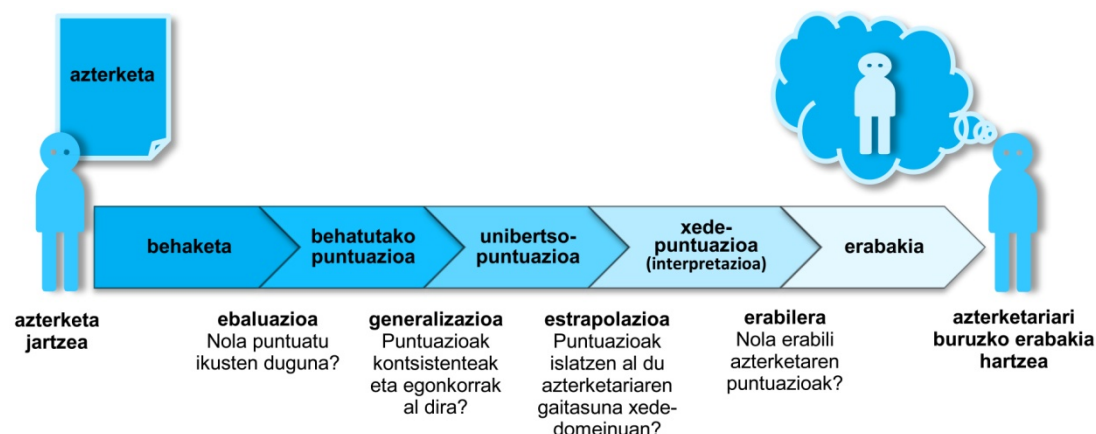 azterketa
behaketa
behatutako
puntuazioa
unibertso-
puntuazioa
xede-
puntuazioa
(interpretazioa)
erabakia
azterketa
jartzea
ebaluazioa
Nola puntuatu
ikusten duguna?
generalizazioa
Puntuazioak
kontsistenteak
eta egonkorrak
al dira?
estrapolazioa
Puntuazioak
islatzen al du
azterketariaren
gaitasuna xede-
domeinuan?
erabilera
Nola erabili
azterketaren
puntuazioak?
azterketariari
buruzko erabakia
hartzea